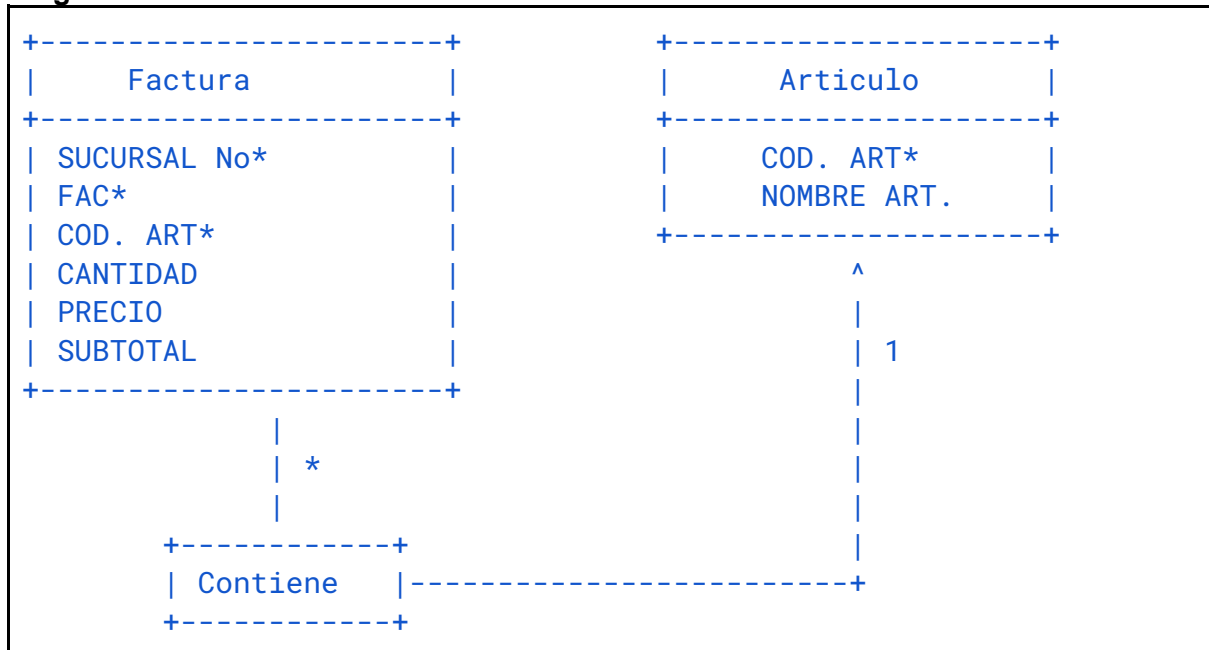 Factura
Articulo
SUCURSAL No*
FAC*
COD. ART*
CANTIDAD
PRECIO
SUBTOTAL
COD. ART*
NOMBRE ART.
1
*
Contiene